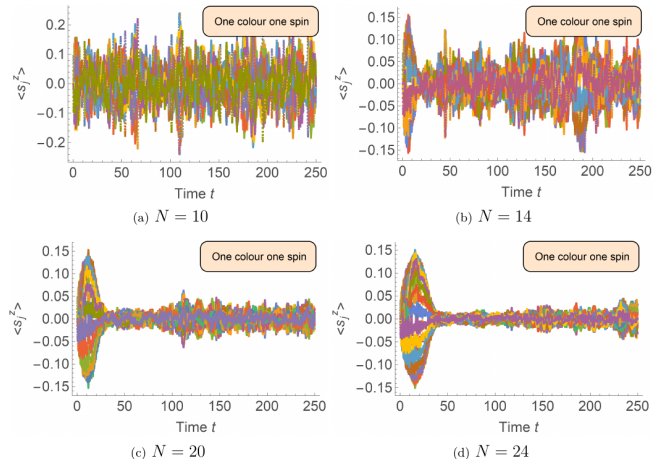 One colour one spin
0.2
0.1
0.0
−0.1
−0.2
<s_j^z>
0 50 100 150 200 250
Time t
(a) N = 10
One colour one spin
0.15
0.10
0.05
0.00
−0.05
−0.10
−0.15
<s_j^z>
0 50 100 150 200 250
Time t
(b) N = 14
One colour one spin
0.15
0.10
0.05
0.00
−0.05
−0.10
−0.15
<s_j^z>
0 50 100 150 200 250
Time t
(c) N = 20
One colour one spin
0.15
0.10
0.05
0.00
−0.05
−0.10
−0.15
<s_j^z>
0 50 100 150 200 250
Time t
(d) N = 24